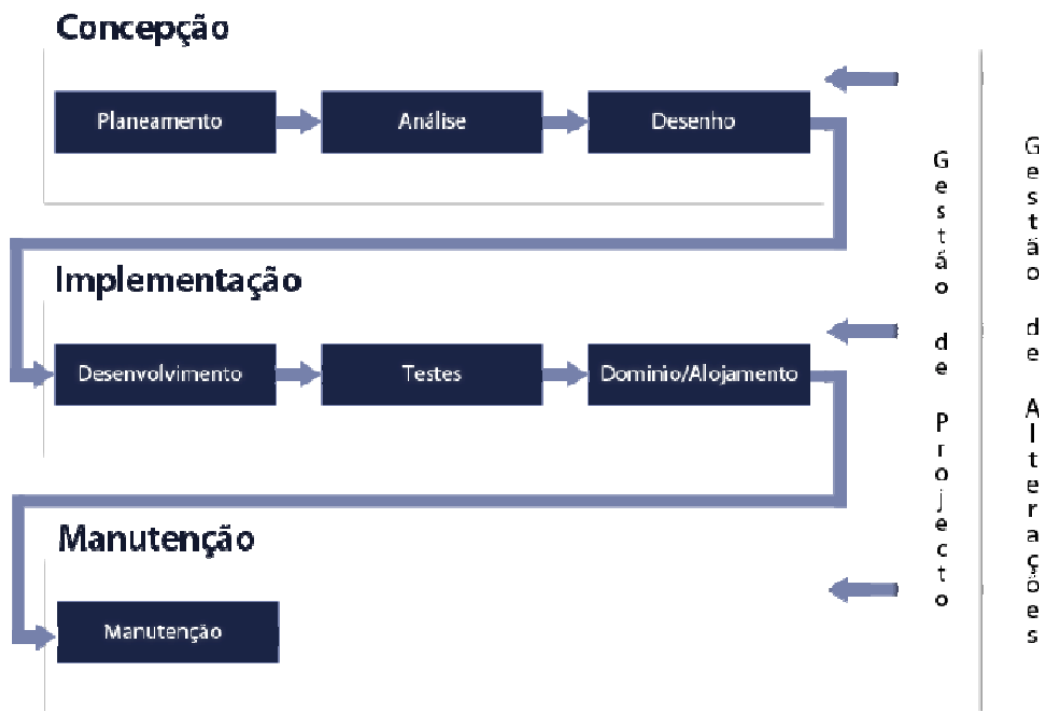 Concepção
Planeamento
Análise
Desenho
Implementação
Desenvolvimento
Testes
Dominio/Alojamento
Manutenção
Manutenção
Gestão de Projecto
Gestão de Alterações